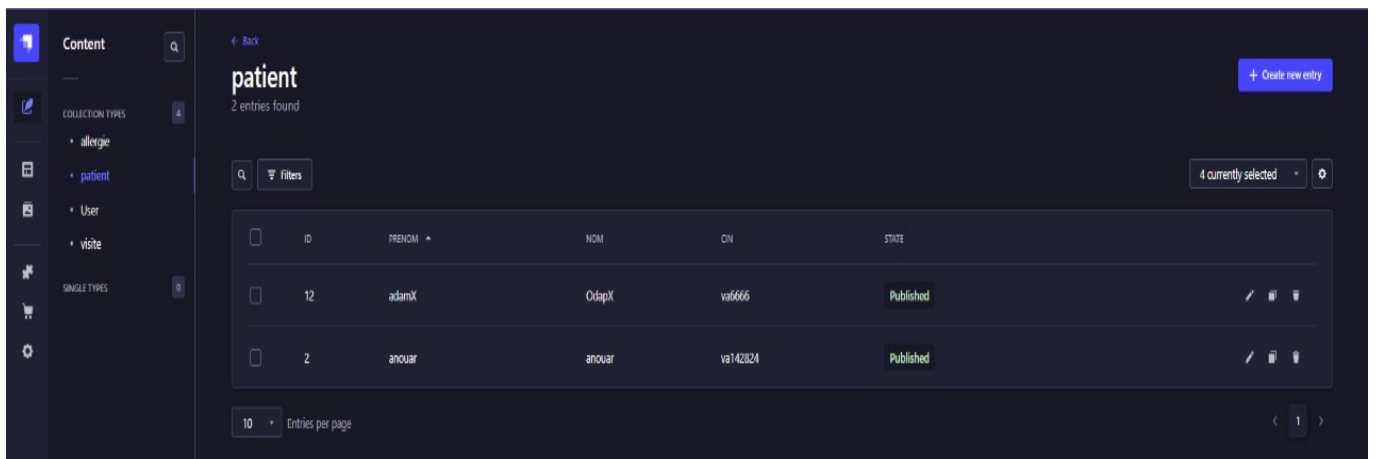 Content
COLLECTION TYPES 4
allergie
patient
User
visite
SINGLE TYPES 0
← Back
patient
2 entries found
+ Create new entry
Filters
4 currently selected
ID PRENOM NOM CIN STATE
12 adamX OdapX va6666 Published
2 anouar anouar va142824 Published
10 Entries per page
1